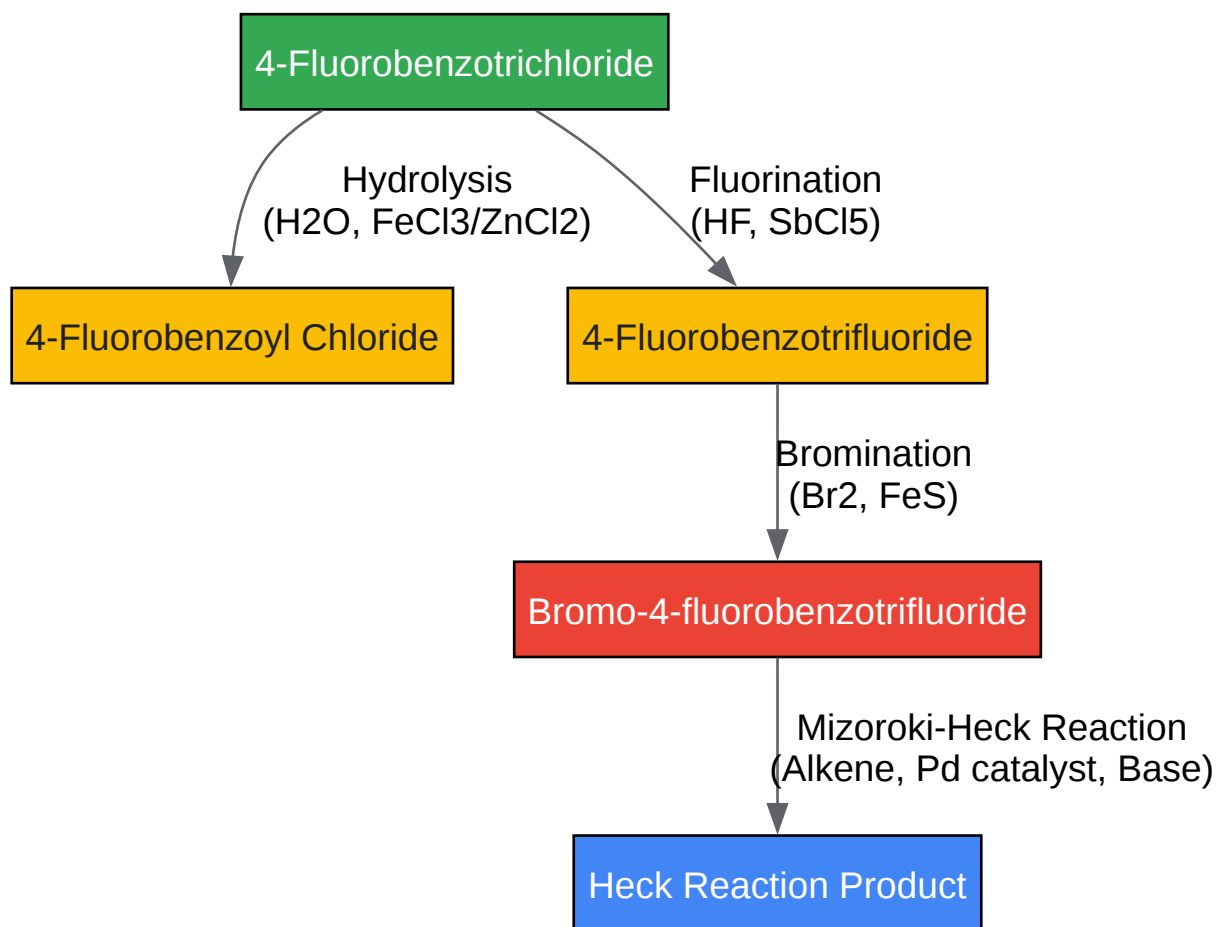 4-Fluorobenzotrichloride
Hydrolysis
(H2O, FeCl3/ZnCl2)
Fluorination
(HF, SbCl5)
4-Fluorobenzoyl Chloride
4-Fluorobenzotrifluoride
Bromination
(Br2, FeS)
Bromo-4-fluorobenzotrifluoride
Mizoroki-Heck Reaction
(Alkene, Pd catalyst, Base)
Heck Reaction Product